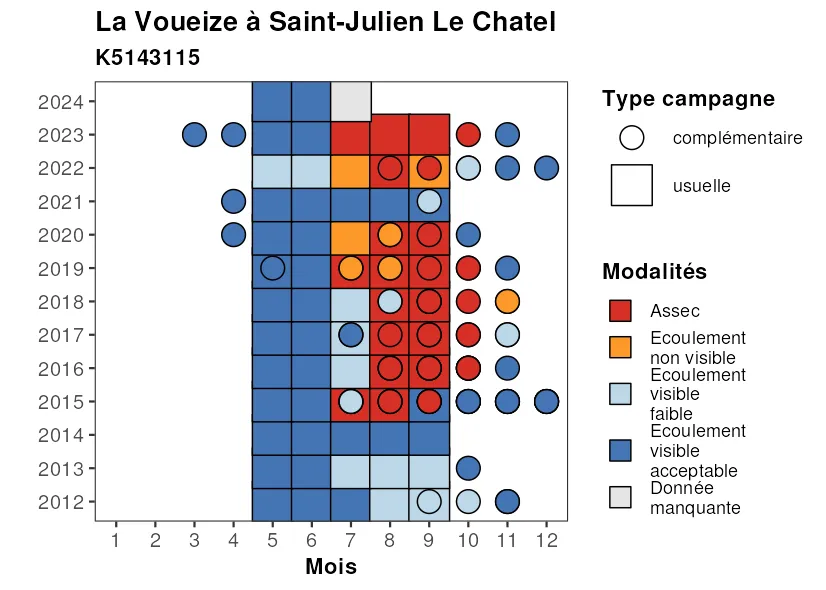 La Voueize à Saint-Julien Le Chatel
K5143115
2024
2023
2022
2021
2020
2019
2018
2017
2016
2015
2014
2013
2012
1 2 3 4 5 6 7 8 9 10 11 12
Mois
Type campagne
complémentaire
usuelle
Modalités
Assec
Ecoulement
non visible
Ecoulement
visible
faible
Ecoulement
visible
acceptable
Donnée
manquante